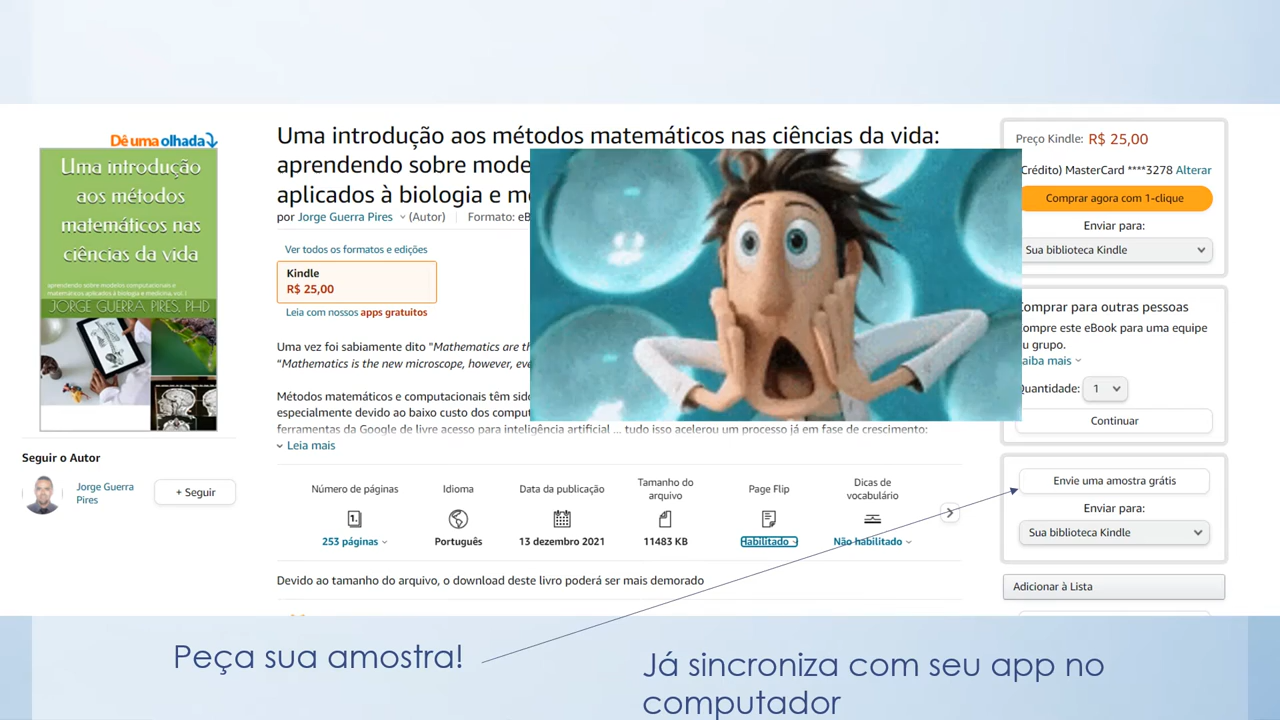 Dê uma olhada
Uma introdução
aos métodos
matemáticos nas
ciências da vida
aprendendo sobre modelos computacionais e
matemáticos aplicados à biologia e medicina, vol. I
JORGE GUERRA PIRES, PHD
Seguir o Autor
Jorge Guerra
Pires
+ Seguir
Uma introdução aos métodos matemáticos nas ciências da vida:
aprendendo sobre mode
aplicados à biologia e me
por Jorge Guerra Pires (Autor) Formato: eB
Ver todos os formatos e edições
Kindle
R$ 25,00
Leia com nossos apps gratuitos
Uma vez foi sabiamente dito "Mathematics are th
"Mathematics is the new microscope, however, eve
Métodos matemáticos e computacionais têm sido
especialmente devido ao baixo custo dos comput
ferramentas da Google de livre acesso para inteligência artificial ... tudo isso acelerou um processo já em fase de crescimento:
Leia mais
Número de páginas
1.
253 páginas
Idioma
Português
Data da publicação
13 dezembro 2021
Tamanho do
arquivo
11483 KB
Page Flip
Habilitado
Dicas de
vocabulário
Não habilitado
Devido ao tamanho do arquivo, o download deste livro poderá ser mais demorado
Preço Kindle: R$ 25,00
(Crédito) MasterCard ****3278 Alterar
Comprar agora com 1-clique
Enviar para:
Sua biblioteca Kindle
Comprar para outras pessoas
ompre este eBook para uma equipe
u grupo.
aiba mais
Quantidade: 1
Continuar
Envie uma amostra grátis
Enviar para:
Sua biblioteca Kindle
Adicionar à Lista
Peça sua amostra!
Já sincroniza com seu app no
computador